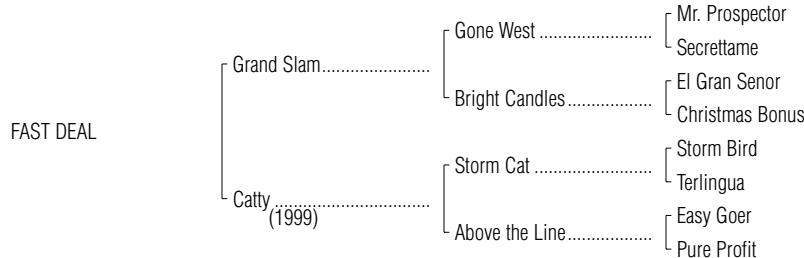 Mr. Prospector
Gone West ........................
Secrettame
Grand Slam.......................
El Gran Senor
Bright Candles..................
Christmas Bonus
FAST DEAL
Storm Bird
Storm Cat .........................
Terlingua
Catty .................................
(1999)
Easy Goer
Above the Line..................
Pure Profit